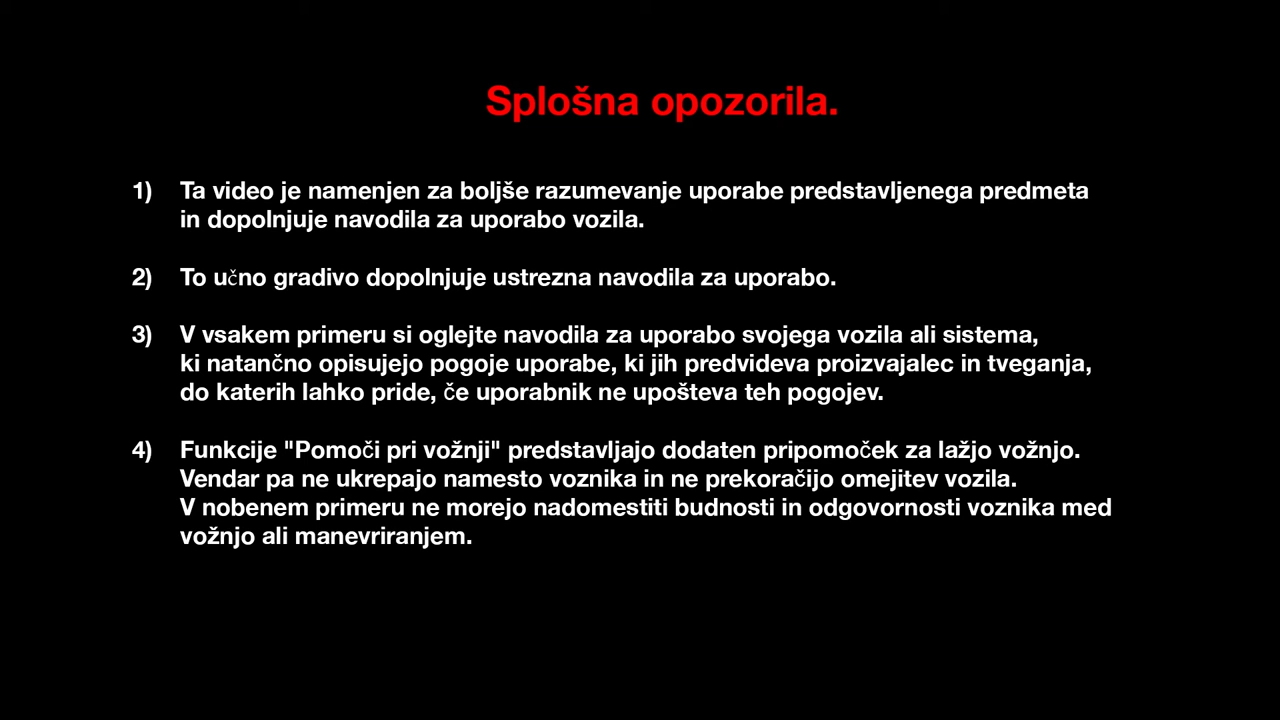 Splošna opozorila.
1) Ta video je namenjen za boljše razumevanje uporabe predstavljenega predmeta
in dopolnjuje navodila za uporabo vozila.
2) To učno gradivo dopolnjuje ustrezna navodila za uporabo.
3) V vsakem primeru si oglejte navodila za uporabo svojega vozila ali sistema,
ki natančno opisujejo pogoje uporabe, ki jih predvideva proizvajalec in tveganja,
do katerih lahko pride, če uporabnik ne upošteva teh pogojev.
4) Funkcije "Pomoči pri vožnji" predstavljajo dodaten pripomoček za lažjo vožnjo.
Vendar pa ne ukrepajo namesto voznika in ne prekoračijo omejitev vozila.
V nobenem primeru ne morejo nadomestiti budnosti in odgovornosti voznika med
vožnjo ali manevriranjem.